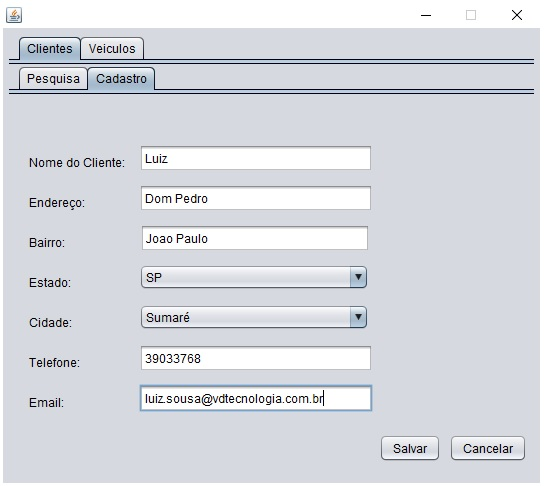 Clientes Veiculos
Pesquisa Cadastro
Nome do Cliente: Luiz
Endereço: Dom Pedro
Bairro: Joao Paulo
Estado: SP
Cidade: Sumaré
Telefone: 39033768
Email: luiz.sousa@vdtecnologia.com.br
Salvar Cancelar